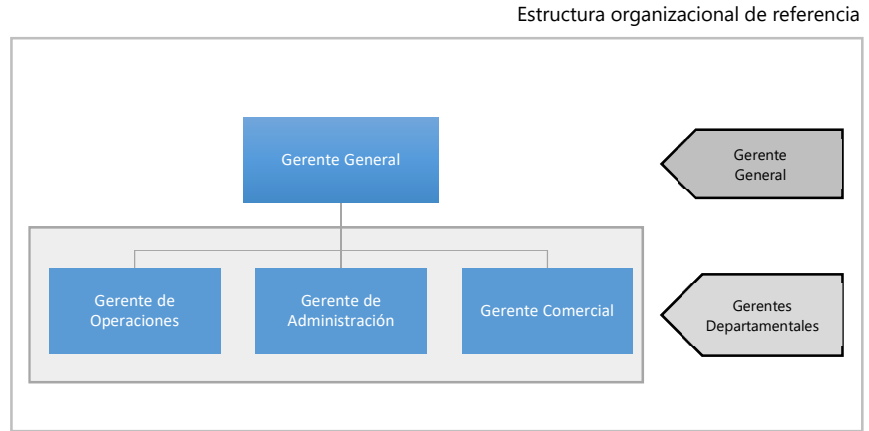 Estructura organizacional de referencia
Gerente General
Gerente
General
Gerente de
Operaciones
Gerente de
Administración
Gerente Comercial
Gerentes
Departamentales